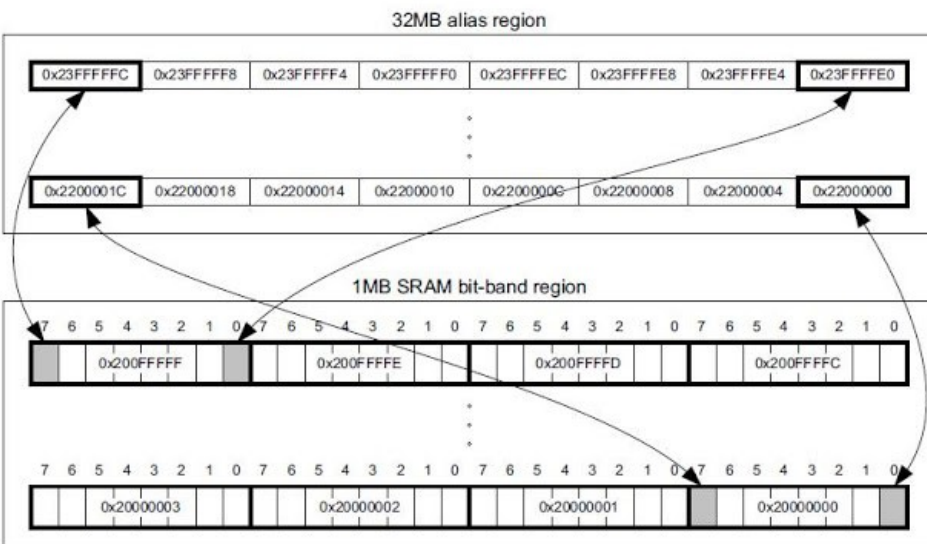 32MB alias region
0x23FFFFFC 0x23FFFFF8 0x23FFFFF4 0x23FFFFF0 0x23FFFFEC 0x23FFFFE8 0x23FFFFE4 0x23FFFFE0
0x2200001C 0x22000018 0x22000014 0x22000010 0x2200000C 0x22000008 0x22000004 0x22000000
1MB SRAM bit-band region
7 6 5 4 3 2 1 0 7 6 5 4 3 2 1 0 7 6 5 4 3 2 1 0 7 6 5 4 3 2 1 0
0x200FFFFF 0x200FFFFE 0x200FFFFD 0x200FFFFC
7 6 5 4 3 2 1 0 7 6 5 4 3 2 1 0 7 6 5 4 3 2 1 0 7 6 5 4 3 2 1 0
0x20000003 0x20000002 0x20000001 0x20000000